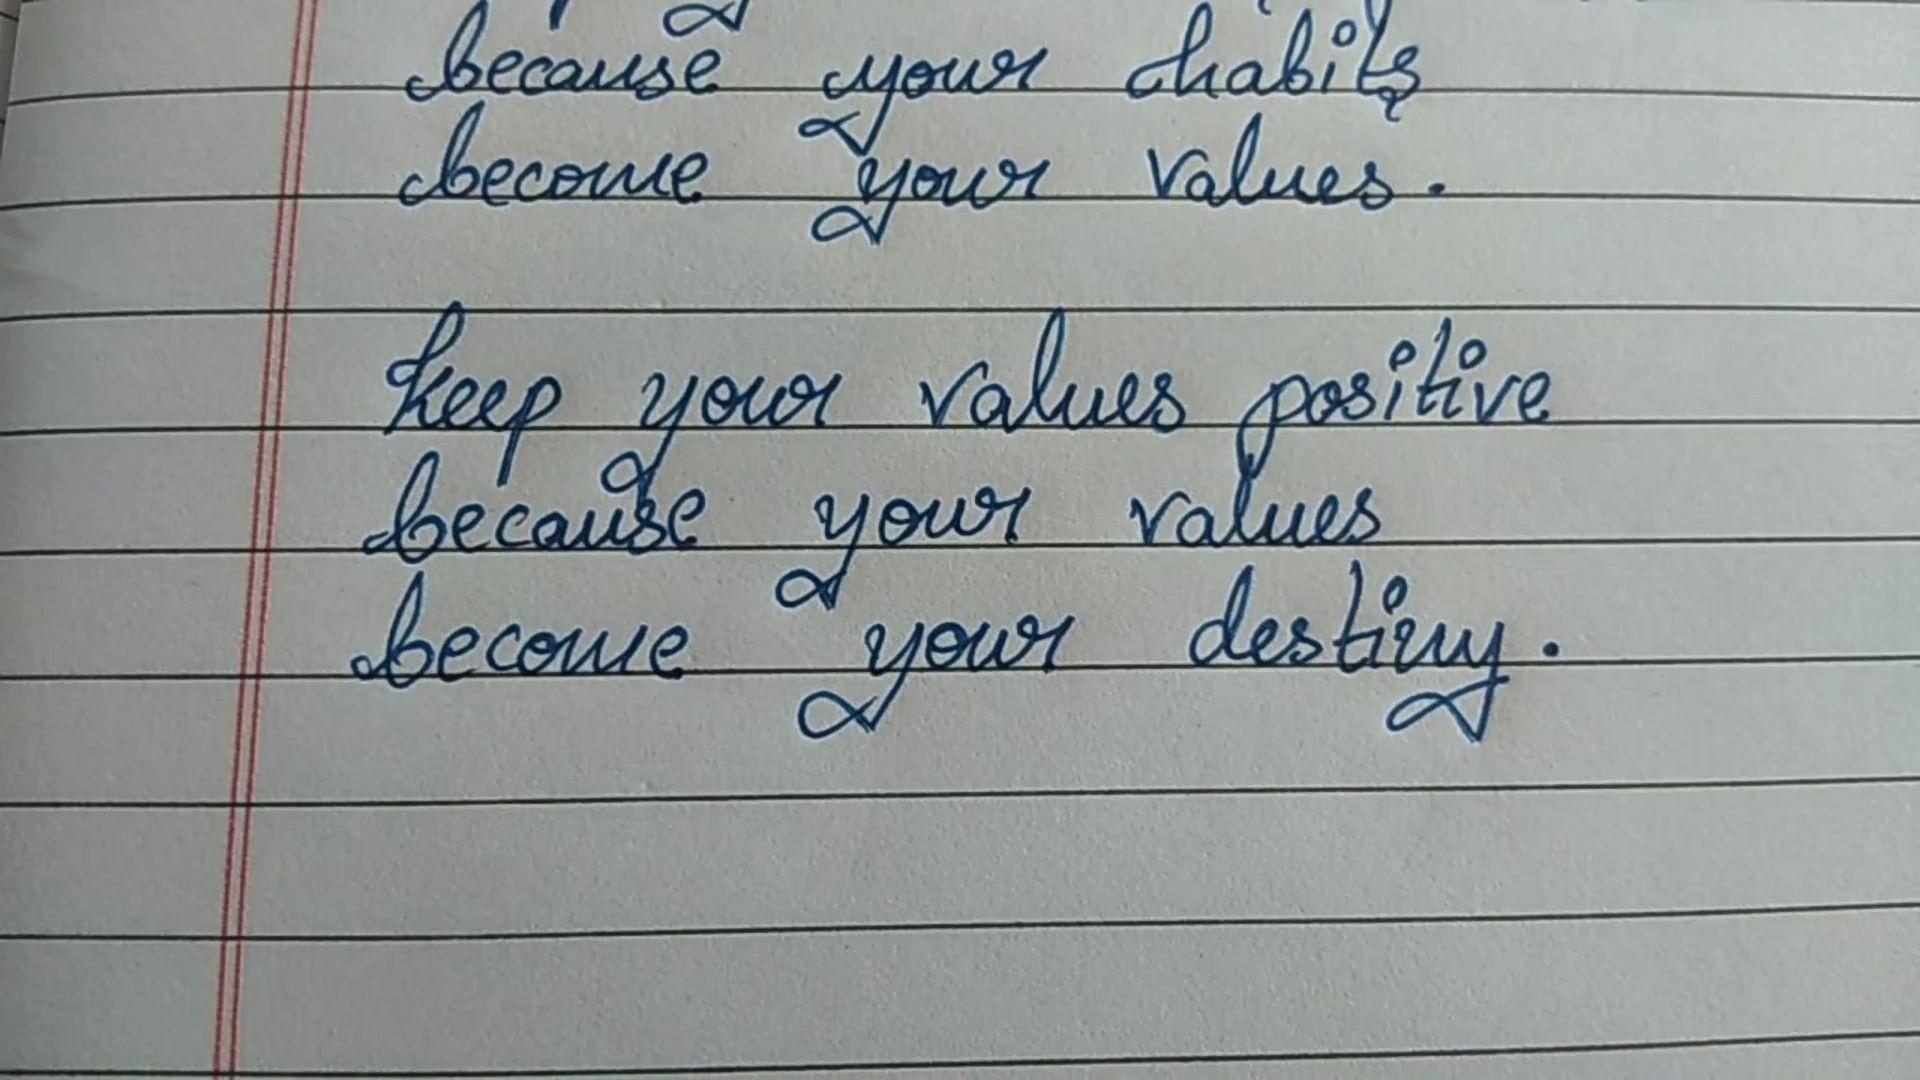 because your habits
become your values.
keep your values positive
because your values
become your destiny.